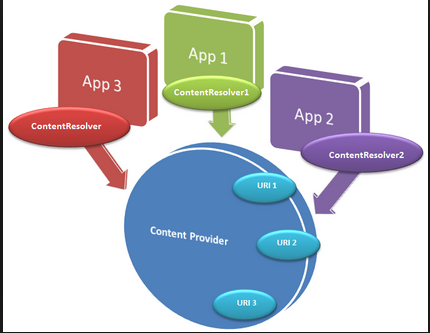 App 3
App 1
App 2
ContentResolver
ContentResolver1
ContentResolver2
Content Provider
URI 1
URI 2
URI 3